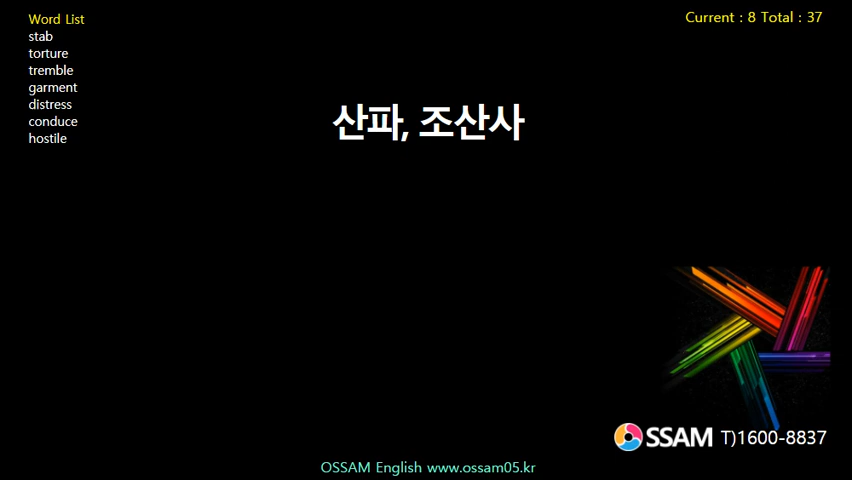 Word List
stab
torture
tremble
garment
distress
conduce
hostile
Current : 8 Total : 37
산파, 조산사
OSSAM T)1600-8837
OSSAM English www.ossam05.kr